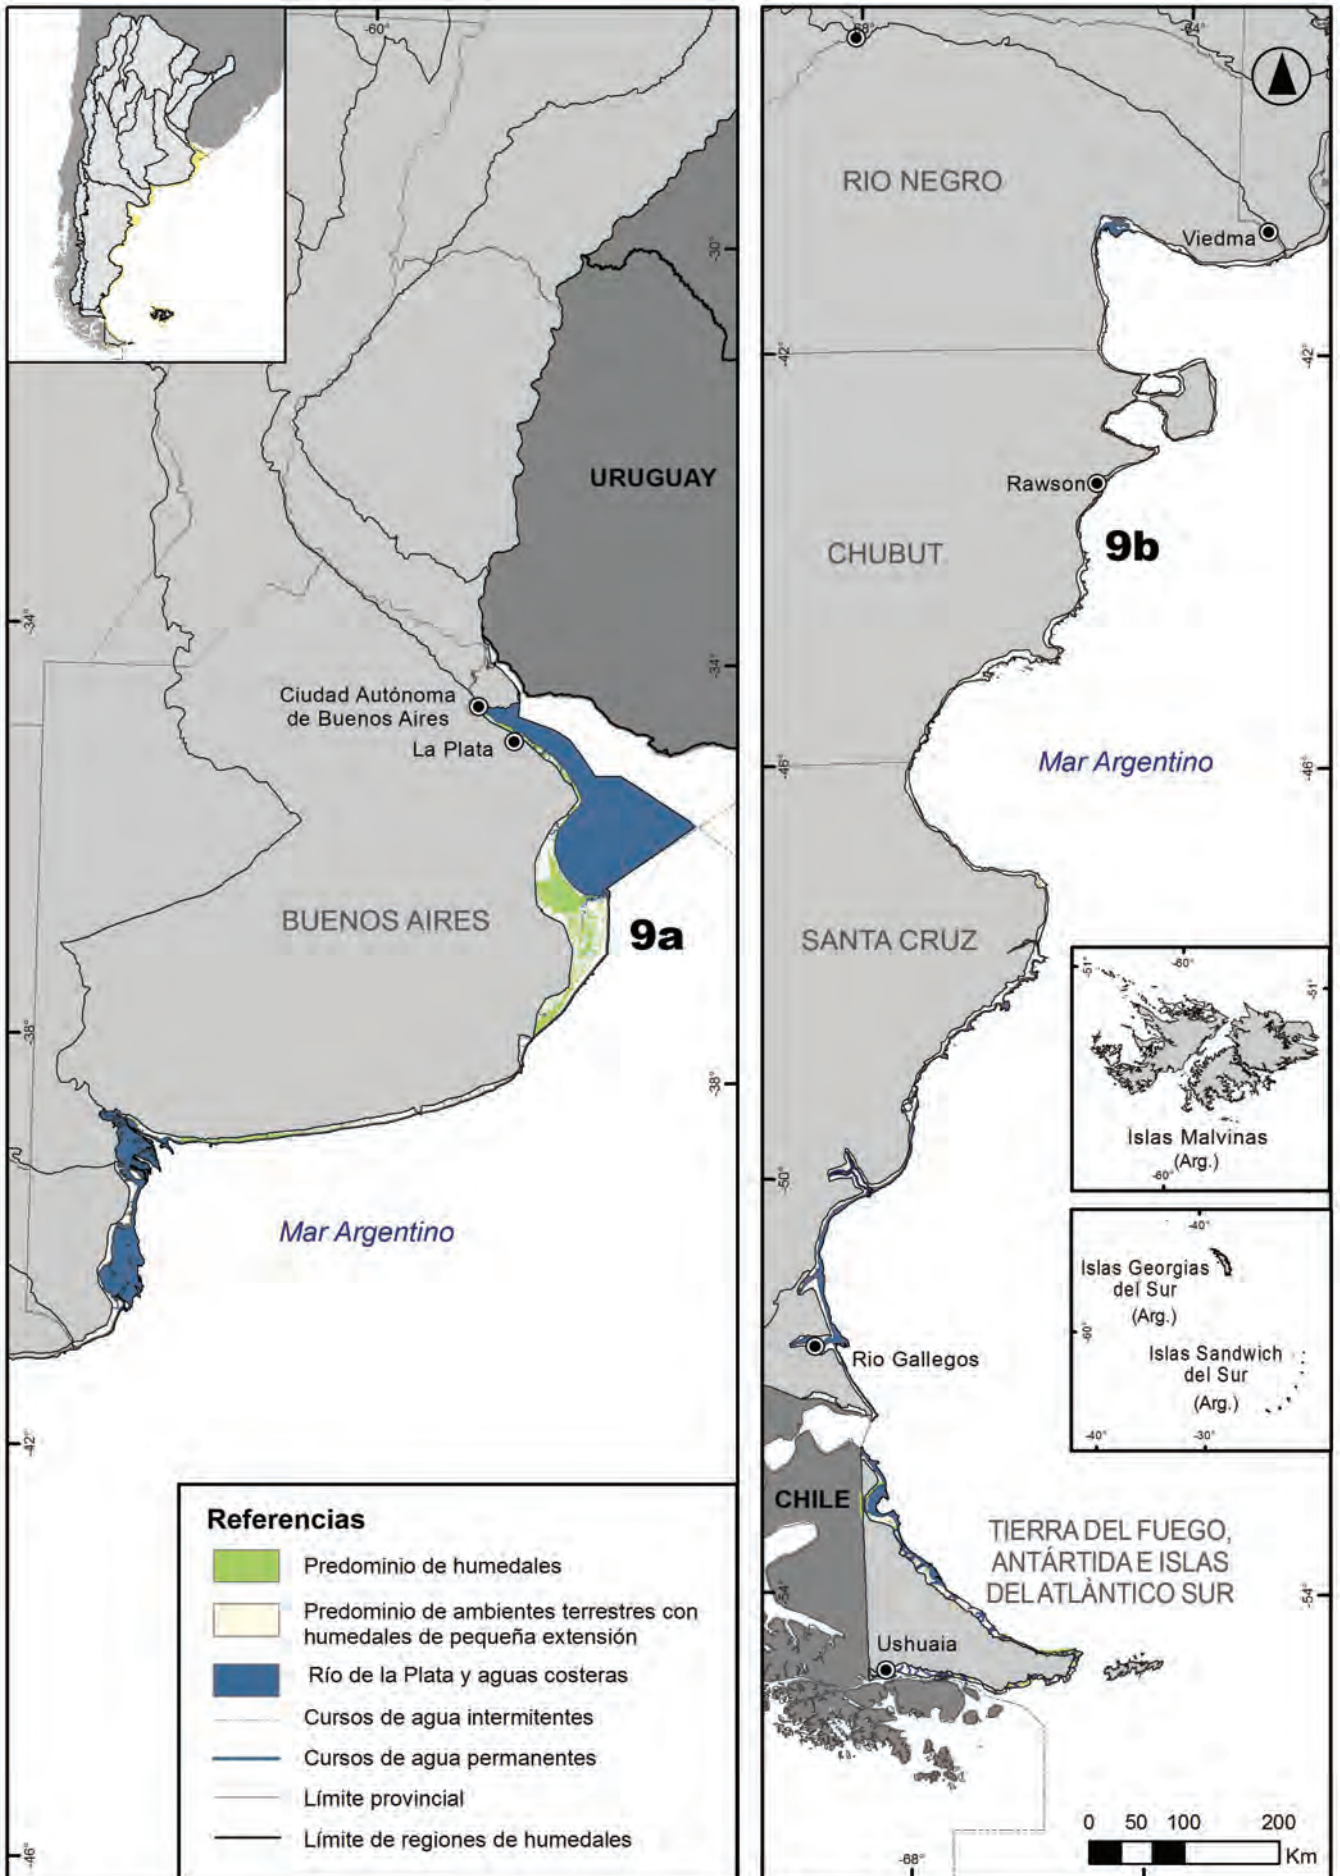 -60°
-30°
URUGUAY
-34°
-34°
Ciudad Autónoma
de Buenos Aires
La Plata
BUENOS AIRES
9a
-38°
-38°
Mar Argentino
-42°
-46°
Referencias
Predominio de humedales
Predominio de ambientes terrestres con
humedales de pequeña extensión
Río de la Plata y aguas costeras
Cursos de agua intermitentes
Cursos de agua permanentes
Límite provincial
Límite de regiones de humedales
-68°
-64°
RIO NEGRO
Viedma
-42°
-42°
Rawson
9b
CHUBUT
-46°
Mar Argentino
-46°
SANTA CRUZ
-51°
-60°
-51°
Islas Malvinas
(Arg.)
-60°
-50°
-40°
Islas Georgias
del Sur
(Arg.)
-60°
Islas Sandwich
del Sur
(Arg.)
-40°
-30°
Rio Gallegos
CHILE
TIERRA DEL FUEGO,
ANTÁRTIDA E ISLAS
DEL ATLÀNTICO SUR
-54°
-54°
Ushuaia
0 50 100 200
Km
-68°